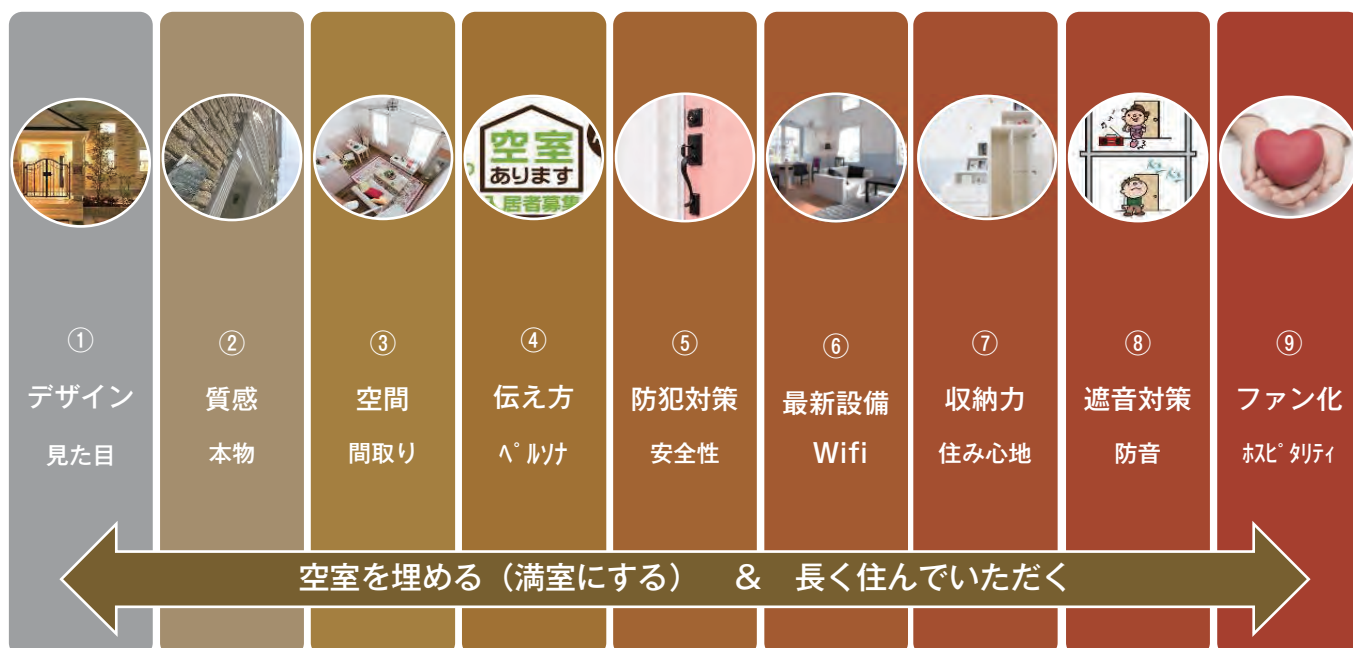 空室
あります
入居者募集
①
デザイン
見た目
②
質感
本物
③
空間
間取り
④
伝え方
ペルソナ
⑤
防犯対策
安全性
⑥
最新設備
Wifi
⑦
収納力
住み心地
⑧
遮音対策
防音
⑨
ファン化
ホスピタリティ
空室を埋める（満室にする） & 長く住んでいただく